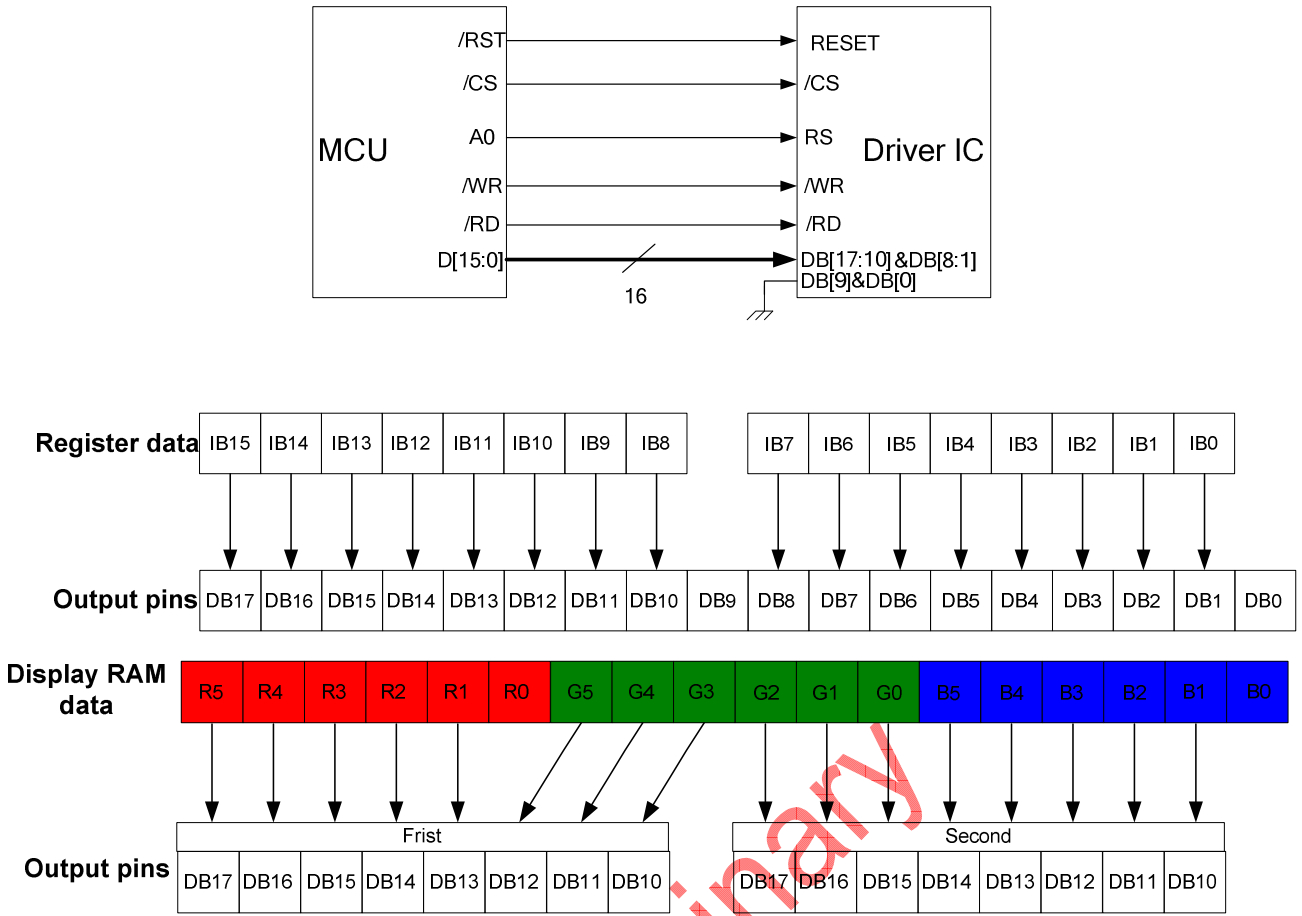 MCU
/RST
/CS
A0
/WR
/RD
D[15:0]
16
RESET
/CS
RS
Driver IC
/WR
/RD
DB[17:10]&DB[8:1]
DB[9]&DB[0]
Register data IB15 IB14 IB13 IB12 IB11 IB10 IB9 IB8 IB7 IB6 IB5 IB4 IB3 IB2 IB1 IB0
Output pins DB17 DB16 DB15 DB14 DB13 DB12 DB11 DB10 DB9 DB8 DB7 DB6 DB5 DB4 DB3 DB2 DB1 DB0
Display RAM
data
R5 R4 R3 R2 R1 R0 G5 G4 G3 G2 G1 G0 B5 B4 B3 B2 B1 B0
Frist Second
Output pins DB17 DB16 DB15 DB14 DB13 DB12 DB11 DB10 DB17 DB16 DB15 DB14 DB13 DB12 DB11 DB10
inary